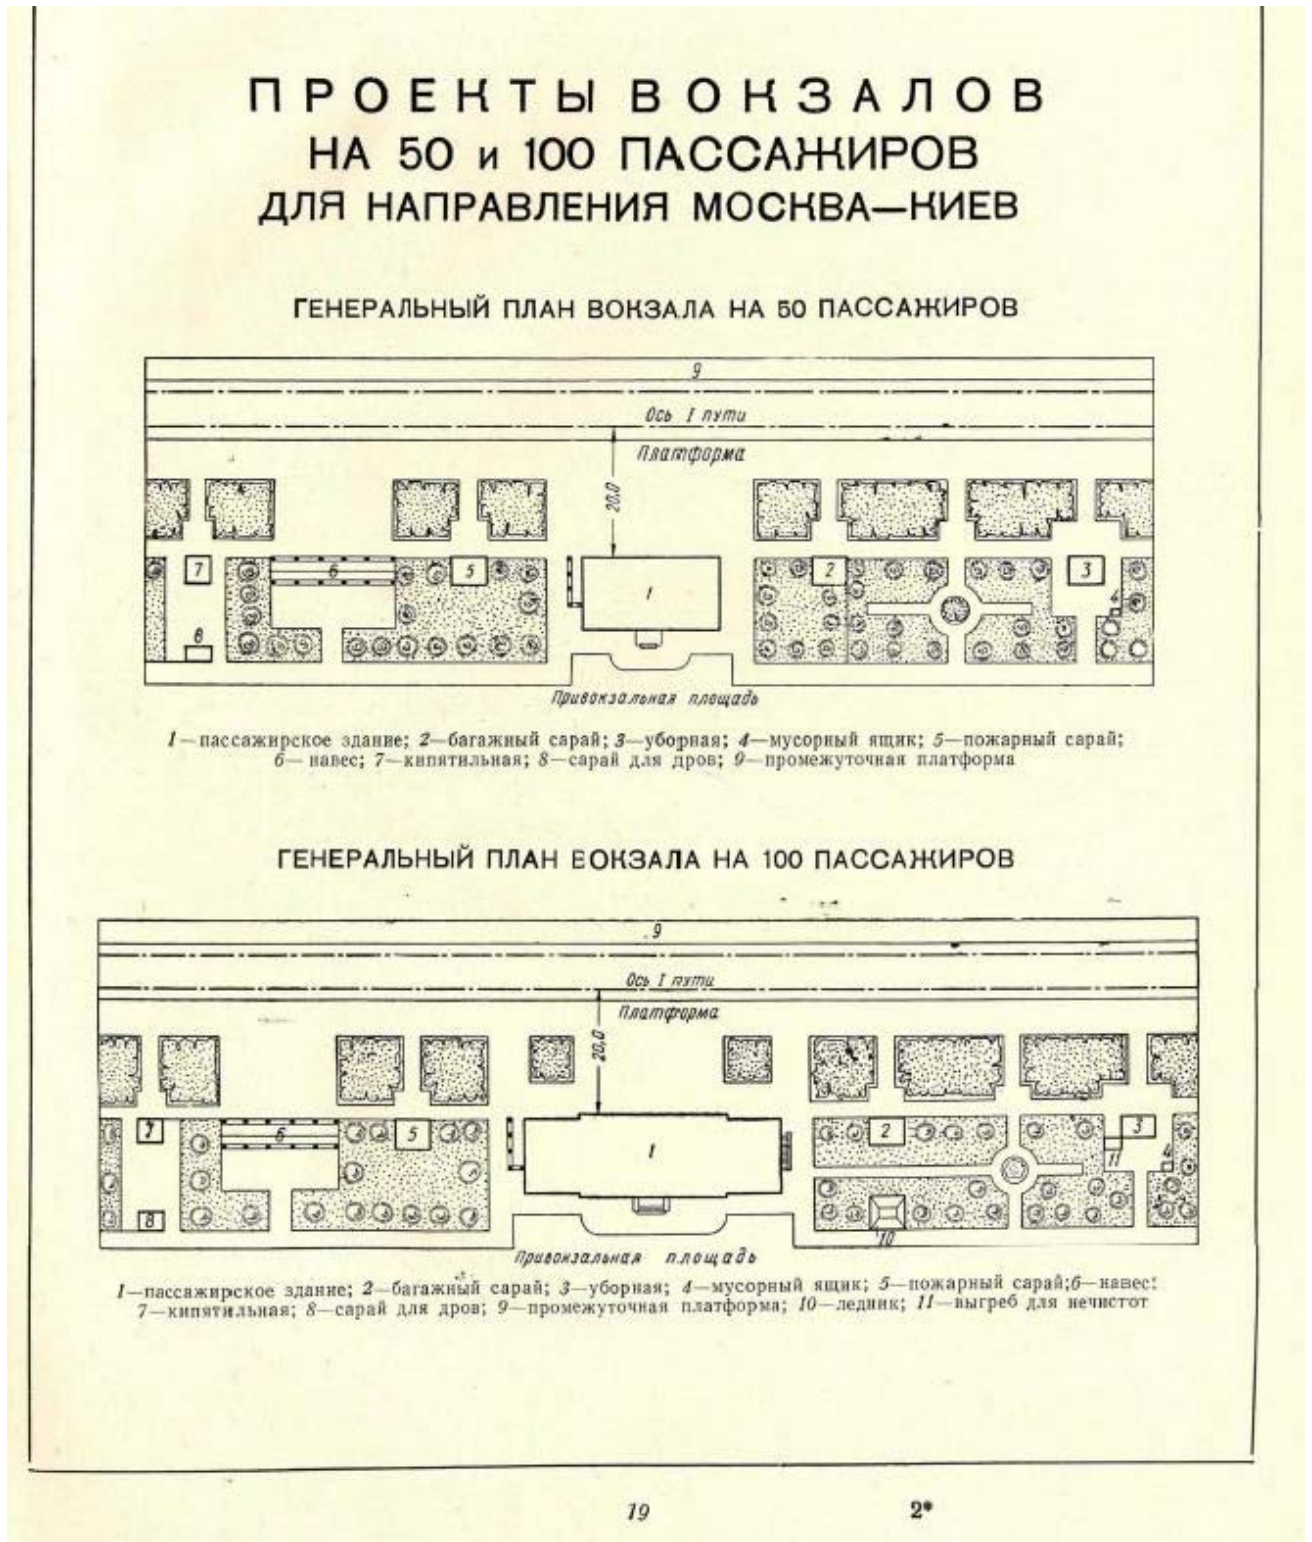 ПРОЕКТЫ ВОКЗАЛОВ
НА 50 и 100 ПАССАЖИРОВ
ДЛЯ НАПРАВЛЕНИЯ МОСКВА—КИЕВ
ГЕНЕРАЛЬНЫЙ ПЛАН ВОКЗАЛА НА 50 ПАССАЖИРОВ
9
Ось I пути
Платформа
20,0
7
6
5
1
2
3
4
8
Привокзальная площадь
1—пассажирское здание; 2—багажный сарай; 3—уборная; 4—мусорный ящик; 5—пожарный сарай;
6— навес; 7—кипятильная; 8—сарай для дров; 9—промежуточная платформа
ГЕНЕРАЛЬНЫЙ ПЛАН ВОКЗАЛА НА 100 ПАССАЖИРОВ
9
Ось I пути
Платформа
20,0
7
6
5
1
2
3
11
4
8
10
Привокзальная площадь
1—пассажирское здание; 2—багажный сарай; 3—уборная; 4—мусорный ящик; 5—пожарный сарай; 6—навес;
7—кипятильная; 8—сарай для дров; 9—промежуточная платформа; 10—ледник; 11—выгреб для нечистот
19
2*